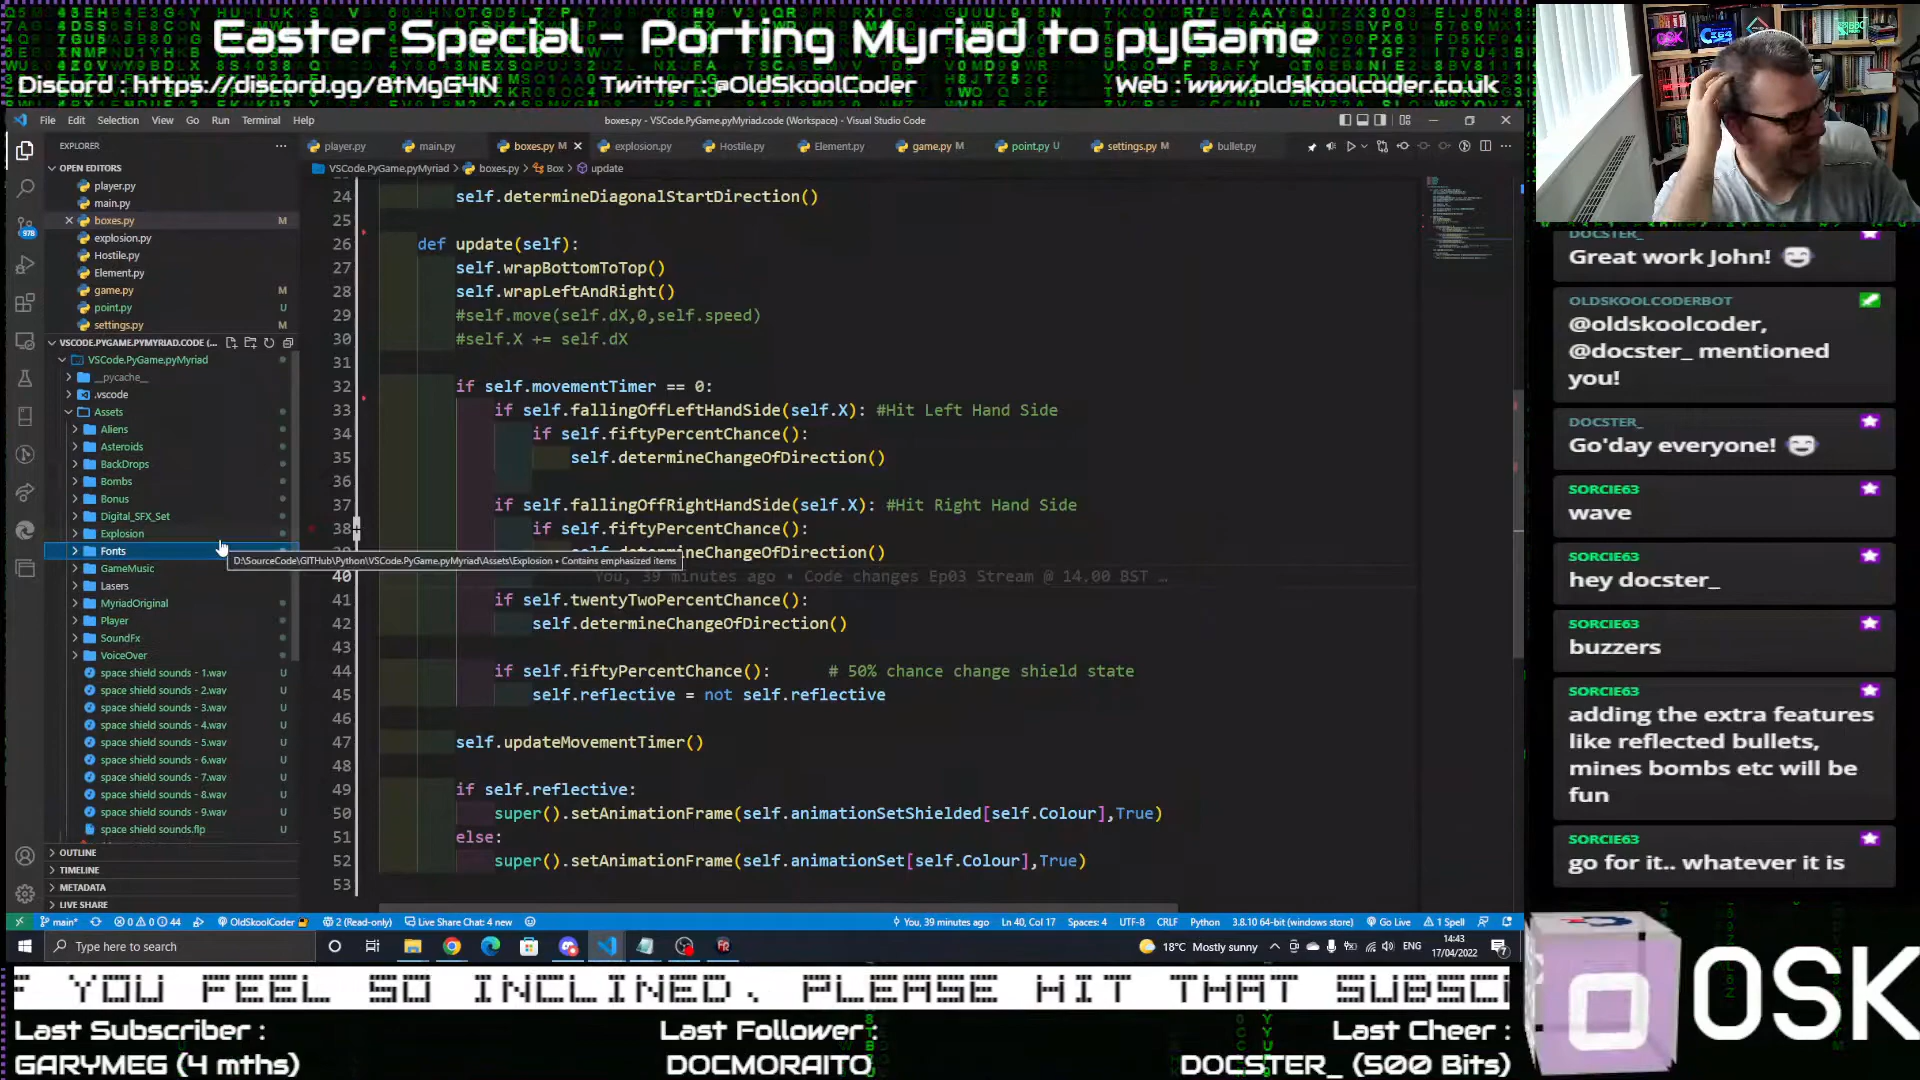 Easter Special - Porting Myriad to pyGame
Discord : https://discord.gg/8tMgG4N
Twitter : @OldSkoolCoder
Web : www.oldskoolcoder.co.uk
File Edit Selection View Go Run Terminal Help
boxes.py - VSCode.PyGame.pyMyriad.code (Workspace) - Visual Studio Code
EXPLORER
OPEN EDITORS
player.py
main.py
boxes.py M
explosion.py
Hostile.py
Element.py
game.py M
point.py U
settings.py M
VSCODE.PYGAME.PYMYRIAD.CODE (...
VSCode.PyGame.pyMyriad
__pycache__
.vscode
Assets
Aliens
Asteroids
BackDrops
Bombs
Bonus
Digital_SFX_Set
Explosion
Fonts
GameMusic
Lasers
MyriadOriginal
Player
SoundFx
VoiceOver
space shield sounds - 1.wav U
space shield sounds - 2.wav U
space shield sounds - 3.wav U
space shield sounds - 4.wav U
space shield sounds - 5.wav U
space shield sounds - 6.wav U
space shield sounds - 7.wav U
space shield sounds - 8.wav U
space shield sounds - 9.wav U
space shield sounds.flp U
OUTLINE
TIMELINE
METADATA
LIVE SHARE
978
player.py main.py boxes.py M explosion.py Hostile.py Element.py game.py M point.py U settings.py M bullet.py
VSCode.PyGame.pyMyriad > boxes.py > Box > update
24 self.determineDiagonalStartDirection()
25
26 def update(self):
27 self.wrapBottomToTop()
28 self.wrapLeftAndRight()
29 #self.move(self.dX,0,self.speed)
30 #self.X += self.dX
31
32 if self.movementTimer == 0:
33 if self.fallingOffLeftHandSide(self.X): #Hit Left Hand Side
34 if self.fiftyPercentChance():
35 self.determineChangeOfDirection()
36
37 if self.fallingOffRightHandSide(self.X): #Hit Right Hand Side
38 if self.fiftyPercentChance():
determineChangeOfDirection()
D:\SourceCode\GITHub\Python\VSCode.PyGame.pyMyriad\Assets\Explosion • Contains emphasized items
40 You, 39 minutes ago • Code changes Ep03 Stream @ 14.00 BST …
41 if self.twentyTwoPercentChance():
42 self.determineChangeOfDirection()
43
44 if self.fiftyPercentChance(): # 50% chance change shield state
45 self.reflective = not self.reflective
46
47 self.updateMovementTimer()
48
49 if self.reflective:
50 super().setAnimationFrame(self.animationSetShielded[self.Colour],True)
51 else:
52 super().setAnimationFrame(self.animationSet[self.Colour],True)
53
main* 0 0 44 OldSkoolCoder 2 (Read-only) Live Share Chat: 4 new You, 39 minutes ago Ln 40, Col 17 Spaces: 4 UTF-8 CRLF Python 3.8.10 64-bit (windows store) Go Live 1 Spell
Type here to search
18°C Mostly sunny
ENG
14:43
17/04/2022
DOCSTER_
Great work John!
OLDSKOOLCODERBOT
@oldskoolcoder,
@docster_ mentioned
you!
DOCSTER_
Go'day everyone!
SORCIE63
wave
SORCIE63
hey docster_
SORCIE63
buzzers
SORCIE63
adding the extra features
like reflected bullets,
mines bombs etc will be
fun
SORCIE63
go for it.. whatever it is
YOU FEEL SO INCLINED, PLEASE HIT THAT SUBSC
Last Subscriber :
GARYMEG (4 mths)
Last Follower :
DOCMORAITO
Last Cheer :
DOCSTER_ (500 Bits)
OSK